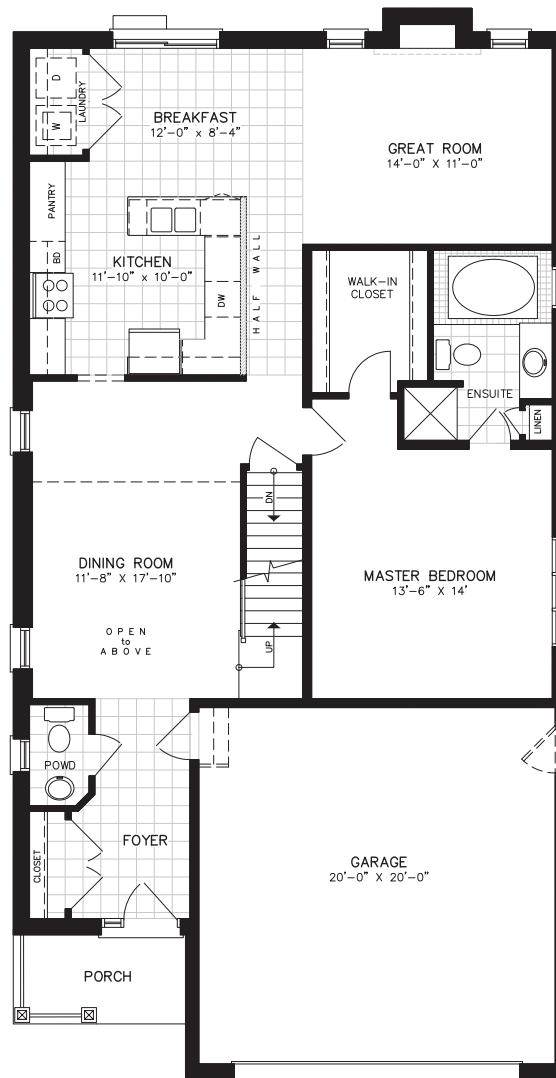 D
LAUNDRY
W
BREAKFAST
12'-0" x 8'-4"
GREAT ROOM
14'-0" X 11'-0"
PANTRY
BD
KITCHEN
11'-10" x 10'-0"
DW
HALF WALL
WALK-IN
CLOSET
ENSUITE
LINEN
DN
DINING ROOM
11'-8" X 17'-10"
MASTER BEDROOM
13'-6" X 14'
OPEN
to
ABOVE
UP
POWD
FOYER
CLOSET
GARAGE
20'-0" X 20'-0"
PORCH